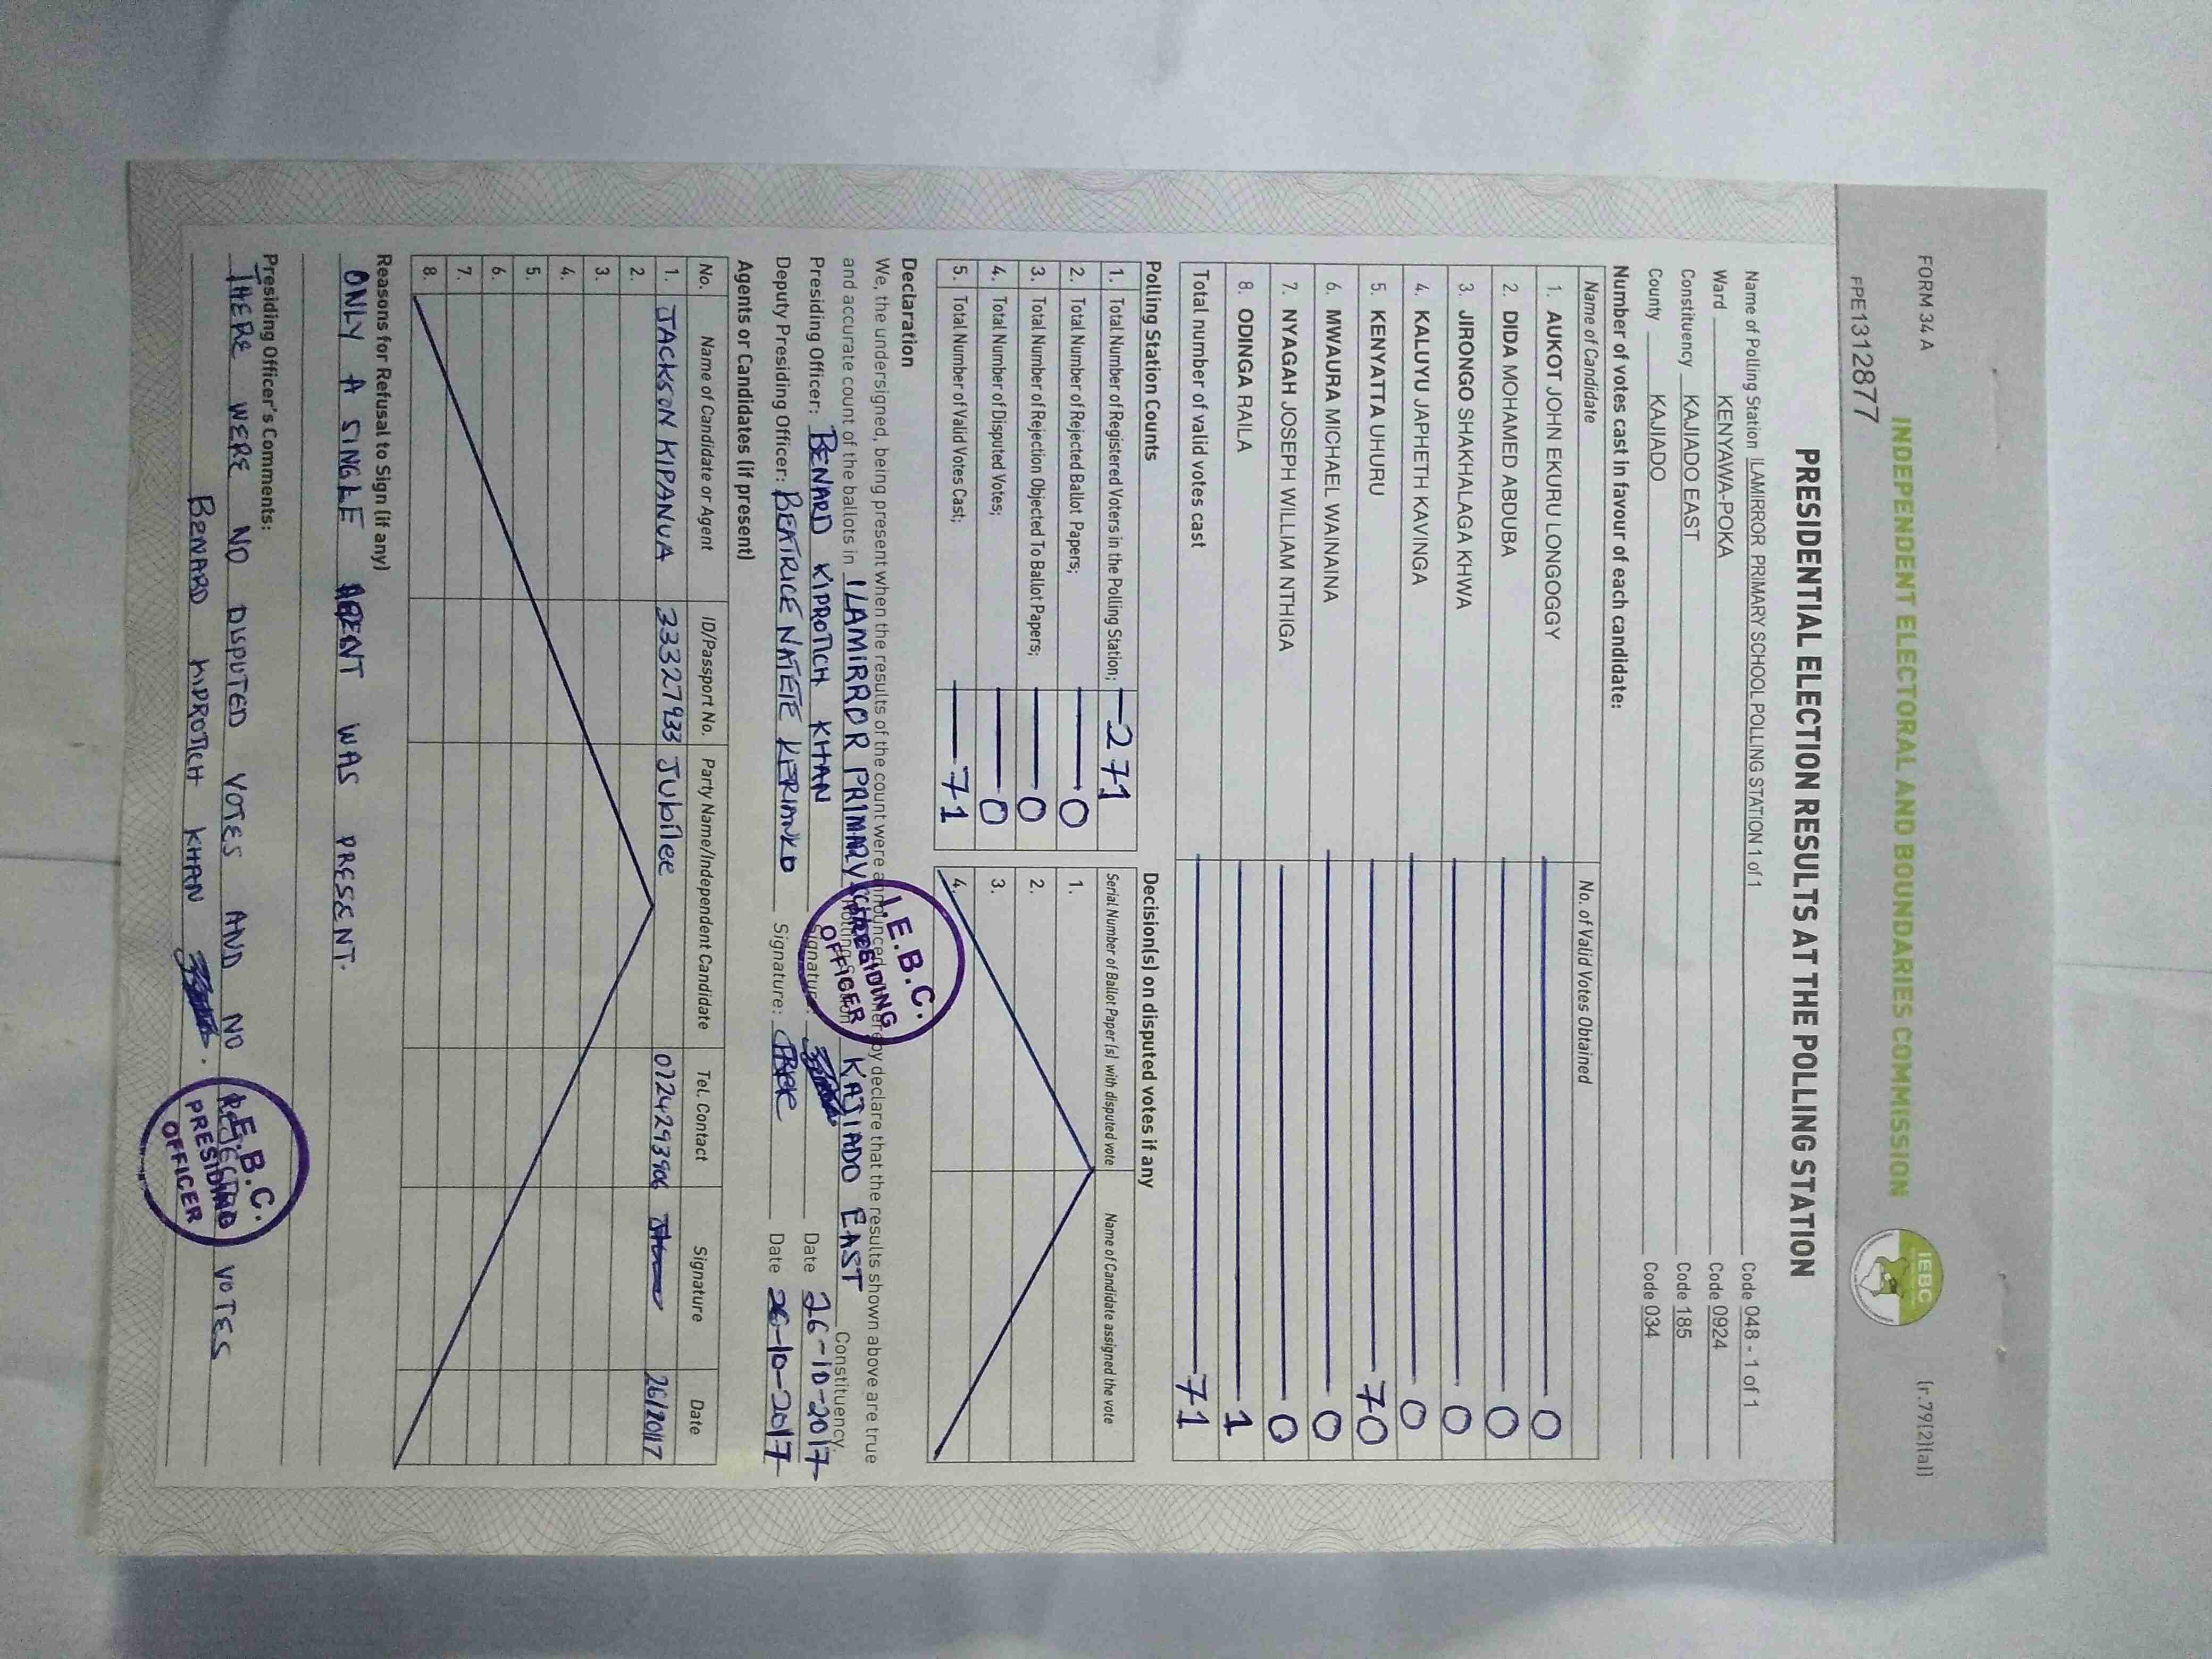 FORM 34 A
(r.79(2)(a))
FPE1312877
INDEPENDENT ELECTORAL AND BOUNDARIES COMMISSION
IEBC
PRESIDENTIAL ELECTION RESULTS AT THE POLLING STATION
Name of Polling Station ILAMIRROR PRIMARY SCHOOL POLLING STATION 1 of 1 Code 048 - 1 of 1
Ward KENYAWA-POKA Code 0924
Constituency KAJIADO EAST Code 185
County KAJIADO Code 034
Number of votes cast in favour of each candidate:
Name of Candidate No. of Valid Votes Obtained
1. AUKOT JOHN EKURU LONGOGGY 0
2. DIDA MOHAMED ABDUBA 0
3. JIRONGO SHAKHALAGA KHWA 0
4. KALUYU JAPHETH KAVINGA 0
5. KENYATTA UHURU 70
6. MWAURA MICHAEL WAINAINA 0
7. NYAGAH JOSEPH WILLIAM NTHIGA 0
8. ODINGA RAILA 1
Total number of valid votes cast 71
Polling Station Counts
1. Total Number of Registered Voters in the Polling Station; 271
2. Total Number of Rejected Ballot Papers; 0
3. Total Number of Rejection Objected To Ballot Papers; 0
4. Total Number of Disputed Votes; 0
5. Total Number of Valid Votes Cast; 71
Decision(s) on disputed votes if any
Serial Number of Ballot Paper (s) with disputed vote Name of Candidate assigned the vote
1.
2.
3.
4.
Declaration
We, the undersigned, being present when the results of the count were announced, hereby declare that the results shown above are true
and accurate count of the ballots in ILAMIRROR PRIMARY Polling Station KAJIADO EAST Constituency.
Presiding Officer: BENARD KIPROTICH KHAN Signature: Date 26-10-2017
Deputy Presiding Officer: BEATRICE NATETE KERIANKO Signature: Date 26-10-2017
I.E.B.C.
PRESIDING
OFFICER
Agents or Candidates (if present)
No. Name of Candidate or Agent ID/Passport No. Party Name/Independent Candidate Tel. Contact Signature Date
1. JACKSON KIPANUA 33327933 Jubilee 0724293906 26/2017
2.
3.
4.
5.
6.
7.
8.
Reasons for Refusal to Sign (if any)
ONLY A SINGLE AGENT WAS PRESENT.
Presiding Officer's Comments:
THERE WERE NO DISPUTED VOTES AND NO REJECTED VOTES
BENARD KIPROTICH KHAN
I.E.B.C.
PRESIDING
OFFICER